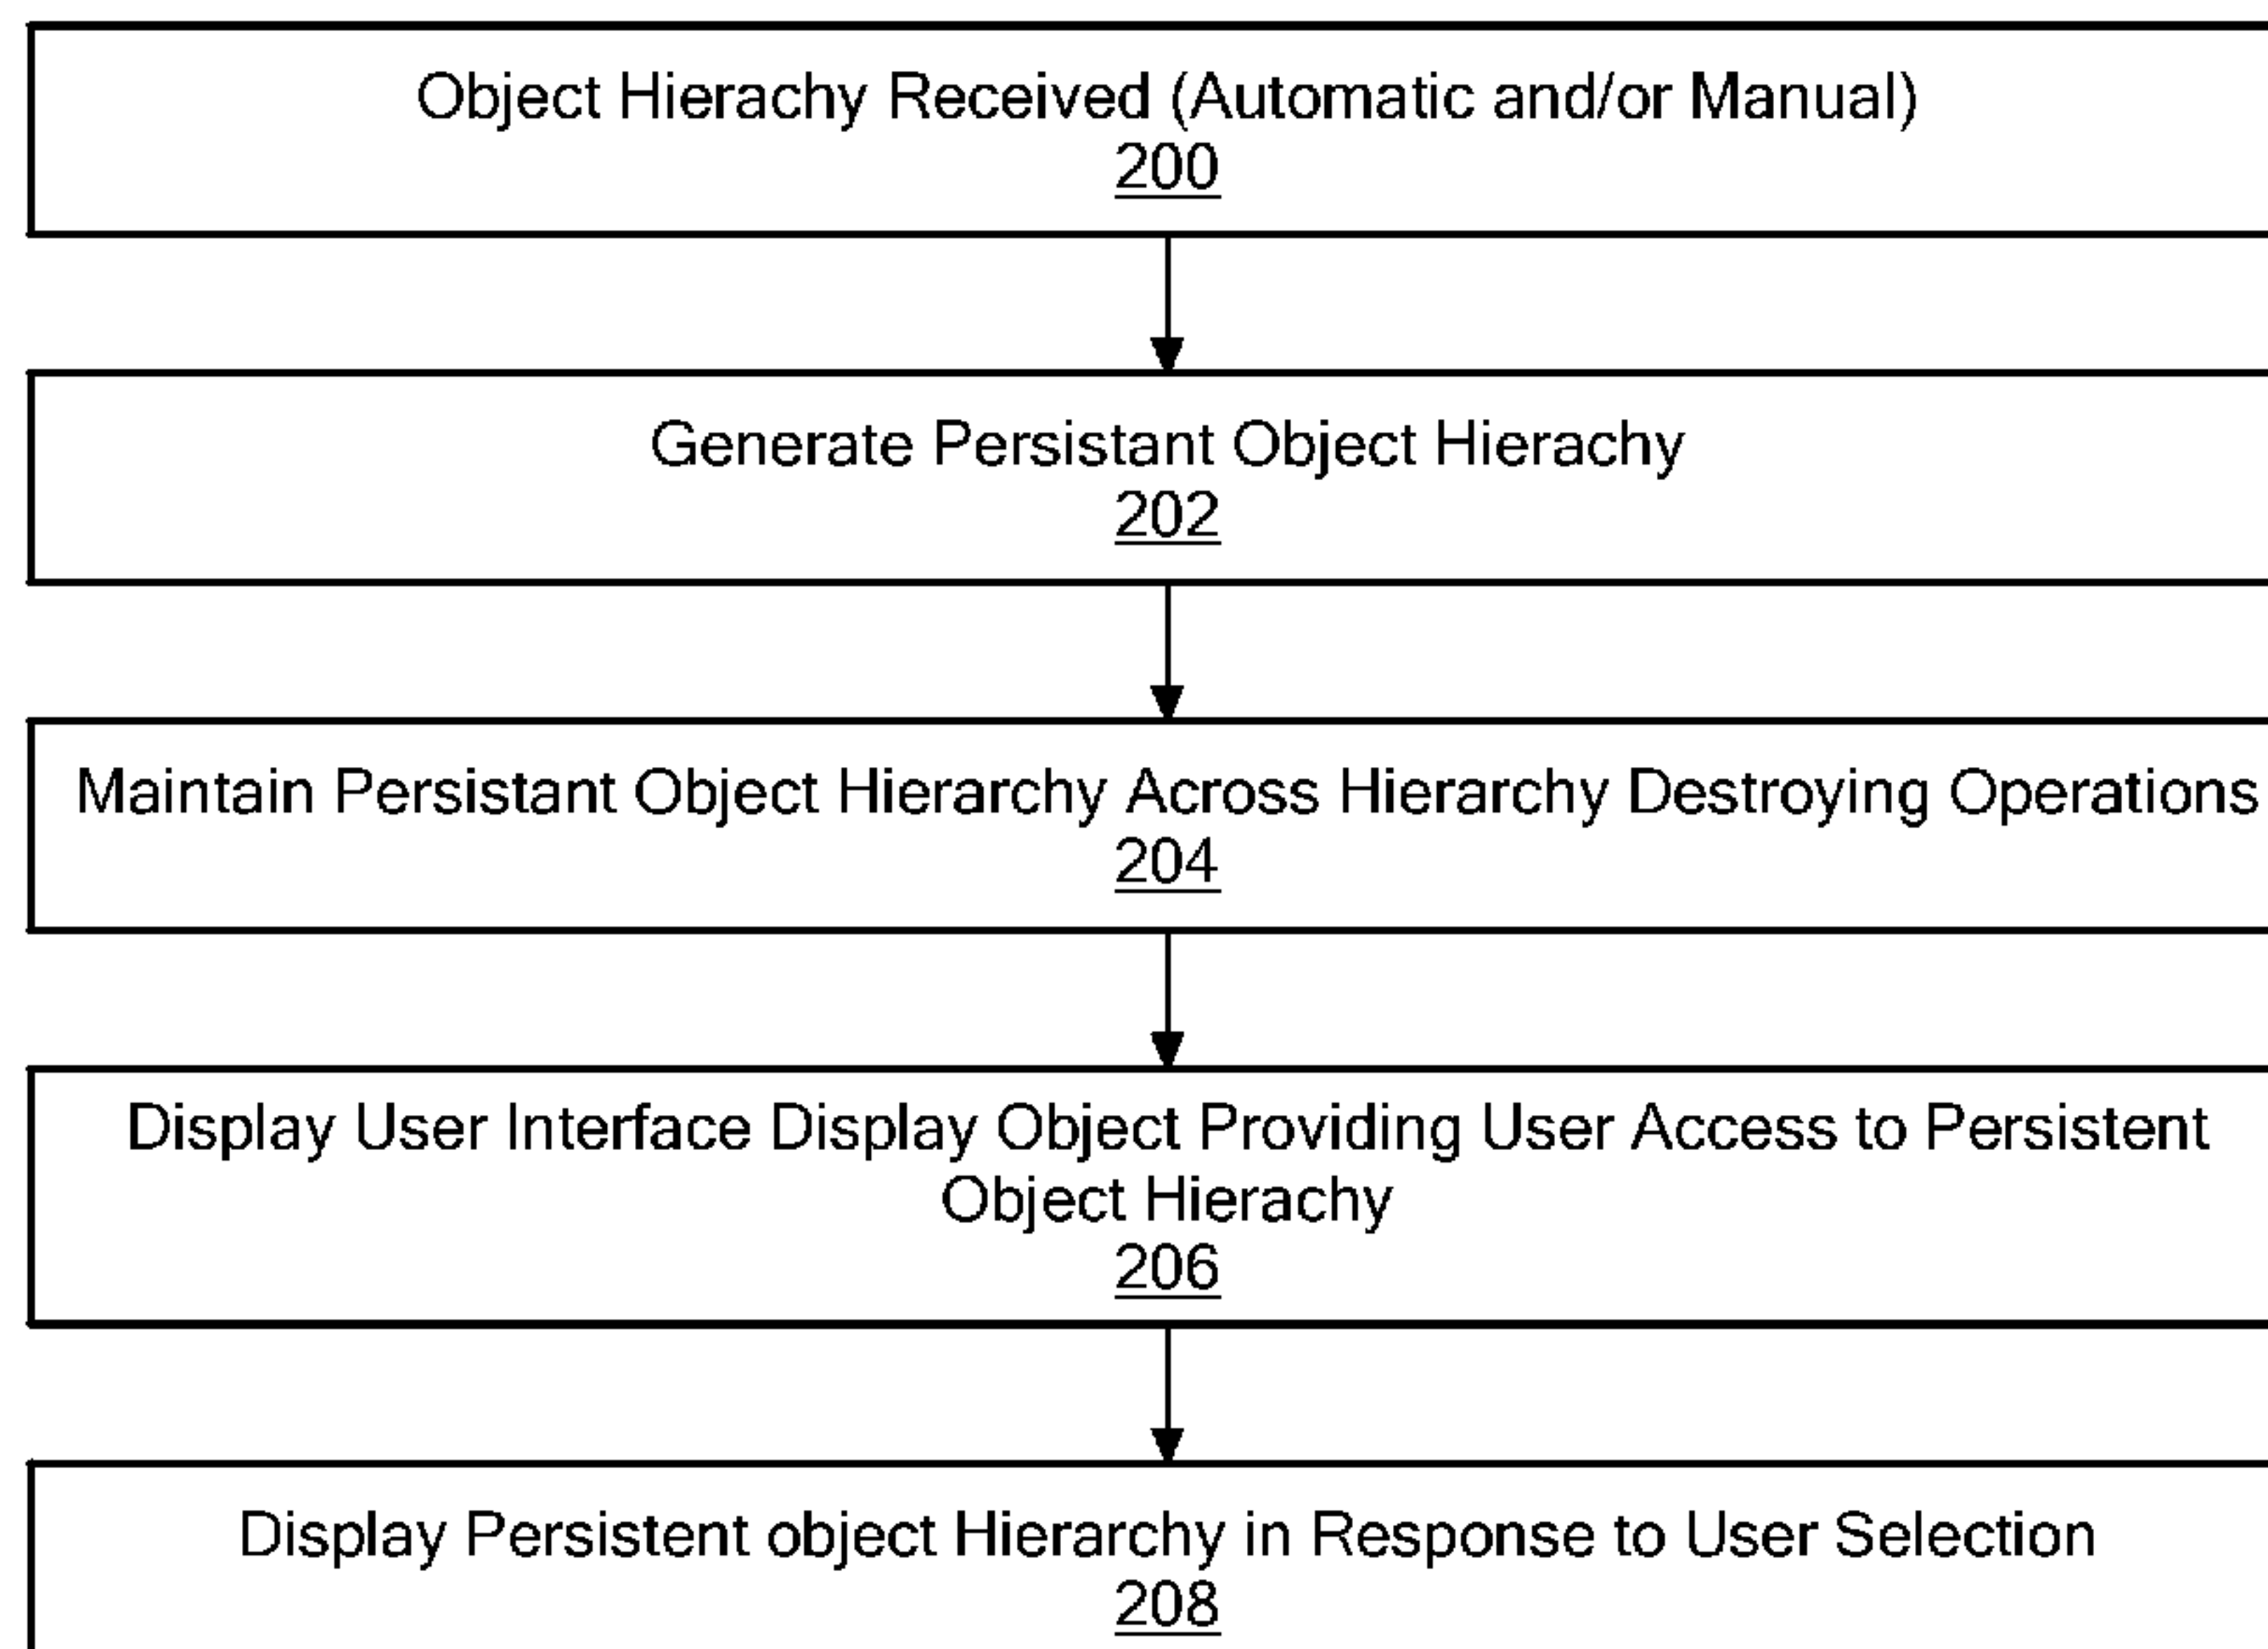 Object Hierachy Received (Automatic and/or Manual)
200
Generate Persistant Object Hierachy
202
Maintain Persistant Object Hierarchy Across Hierarchy Destroying Operations
204
Display User Interface Display Object Providing User Access to Persistent
Object Hierachy
206
Display Persistent object Hierarchy in Response to User Selection
208